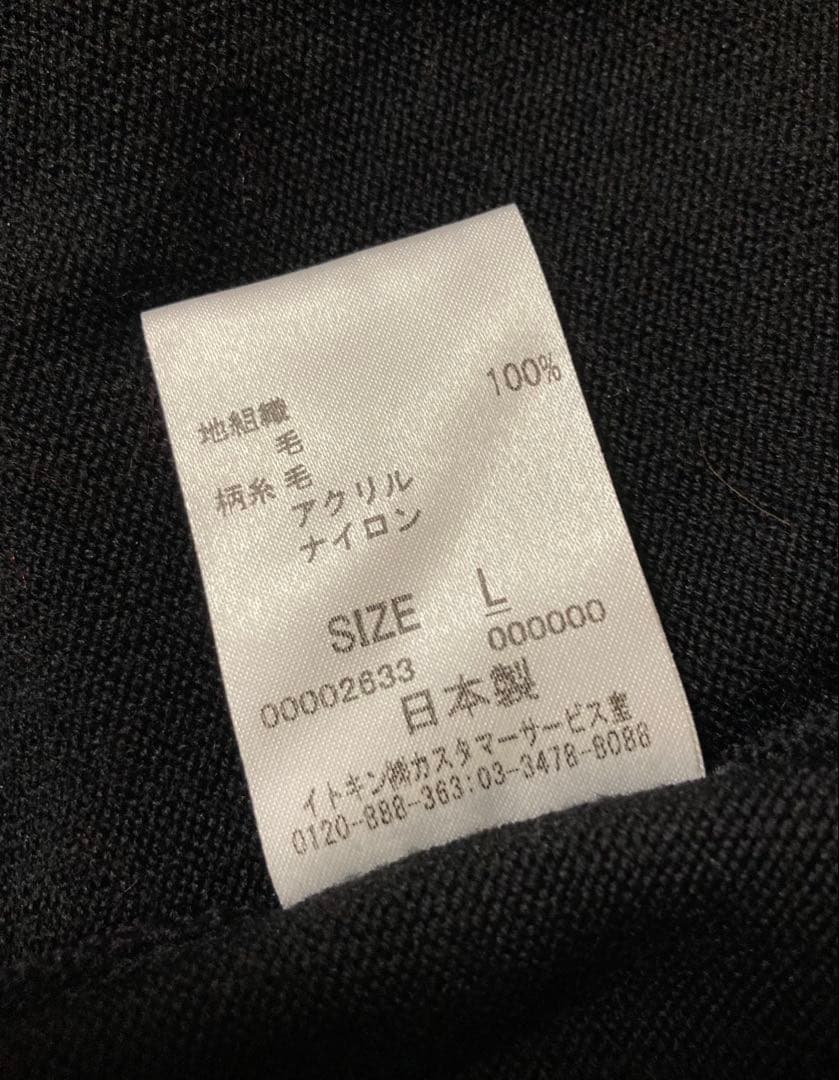 地組織
毛 100%
柄糸 毛
アクリル
ナイロン
SIZE L
00002633 000000
日本製
イトキン㈱カスタマーサービス室
0120-888-363:03-3478-8088